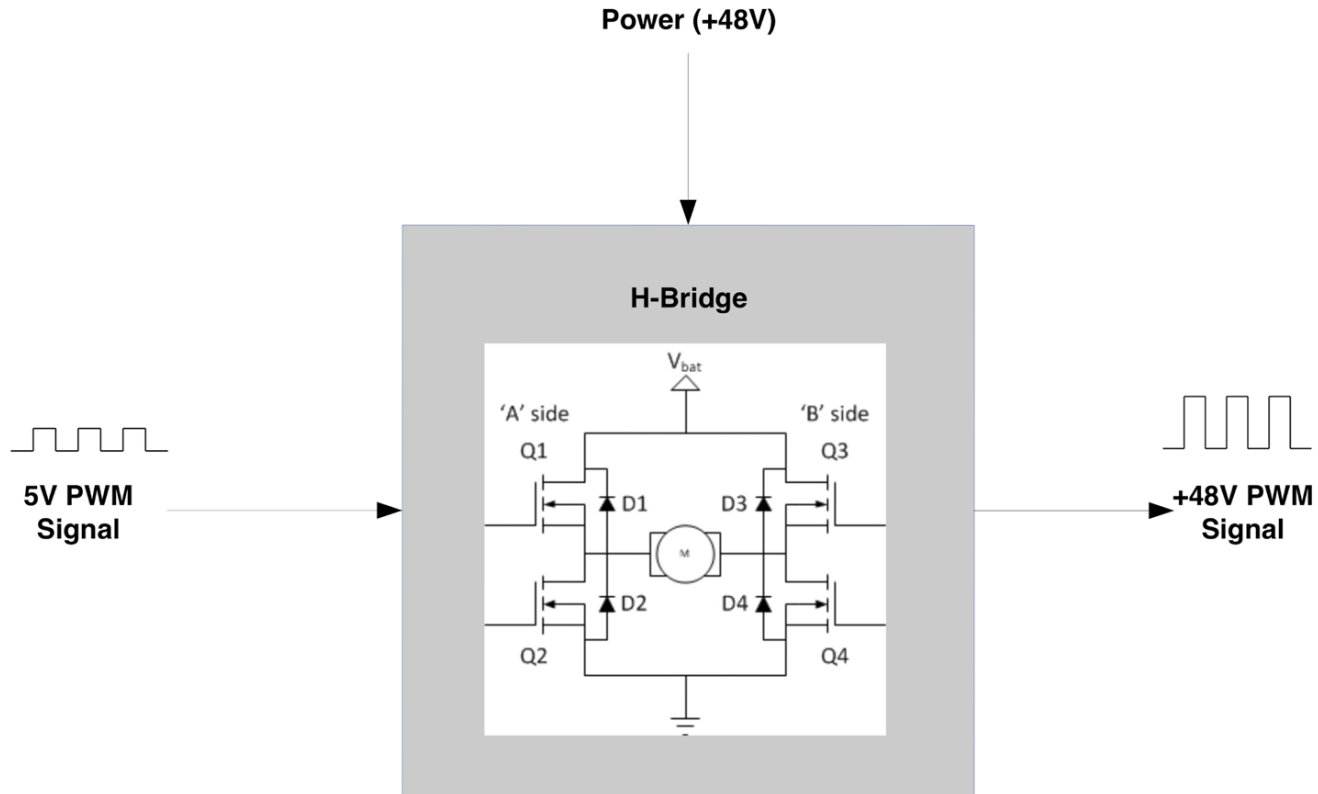 Power (+48V)
H-Bridge
V_bat
'A' side
'B' side
Q1
Q3
D1
D3
M
D2
D4
Q2
Q4
5V PWM
Signal
+48V PWM
Signal